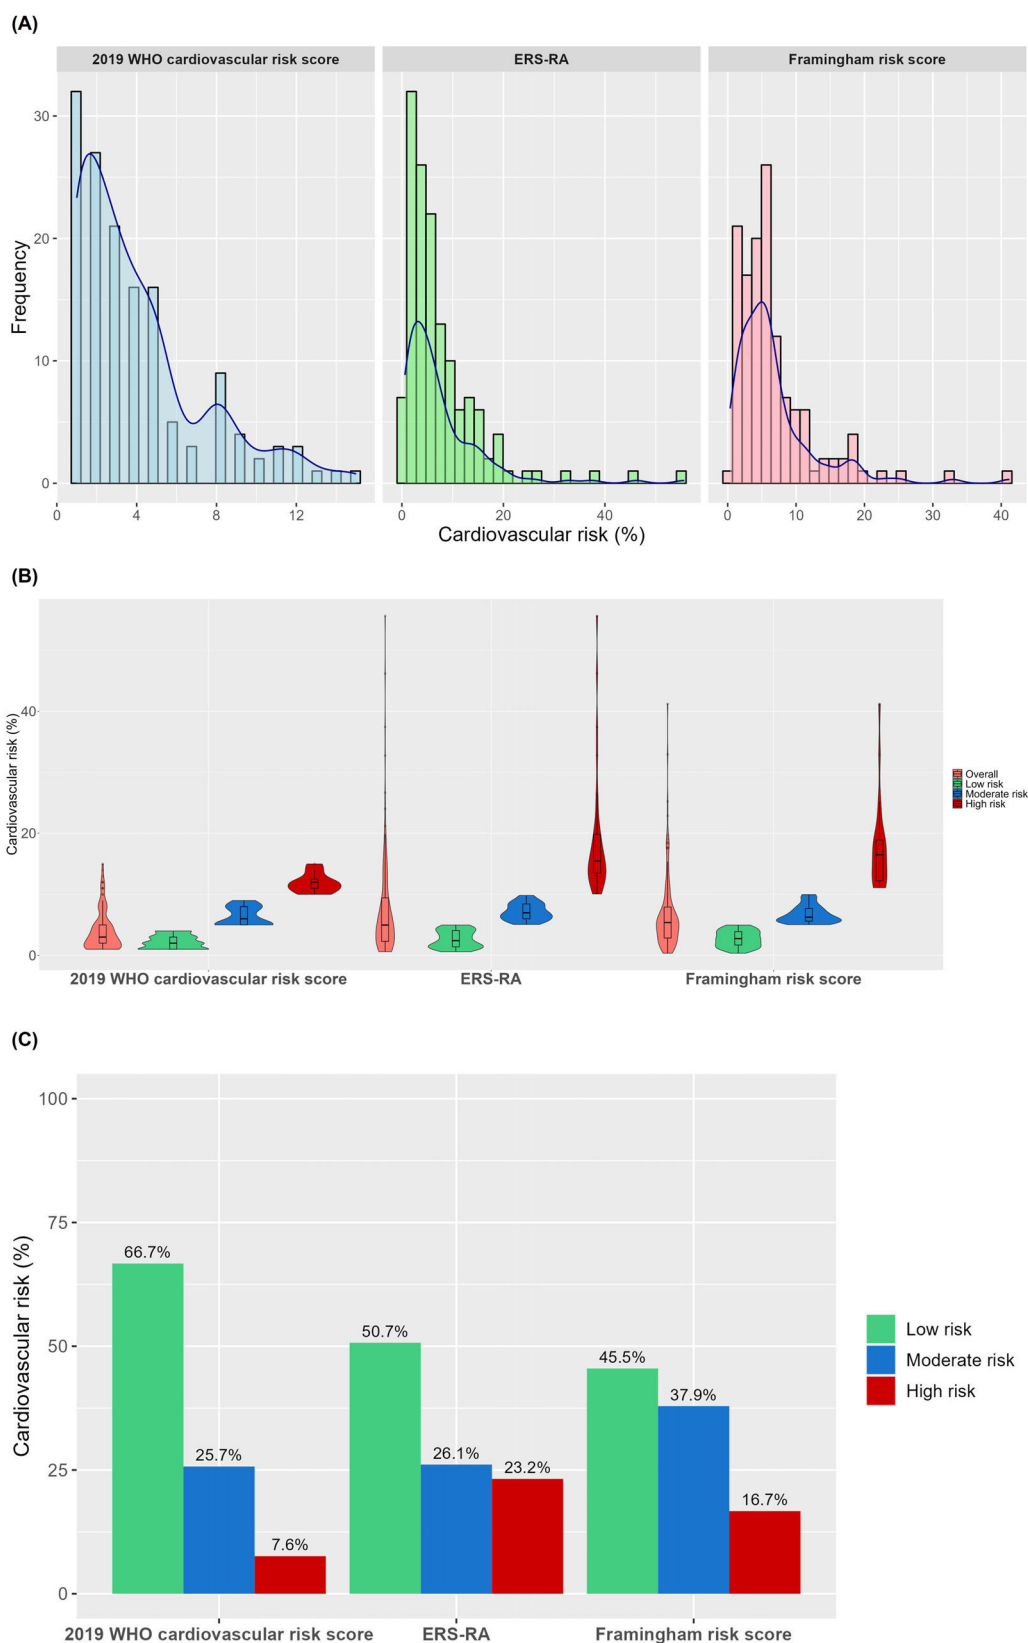 (A)
2019 WHO cardiovascular risk score
ERS-RA
Framingham risk score
Frequency
30
20
10
0
0 4 8 12
0 20 40
0 10 20 30 40
Cardiovascular risk (%)
(B)
Cardiovascular risk (%)
40
20
0
Overall
Low risk
Moderate risk
High risk
2019 WHO cardiovascular risk score
ERS-RA
Framingham risk score
(C)
Cardiovascular risk (%)
100
75
50
25
0
66.7%
25.7%
7.6%
50.7%
26.1%
23.2%
45.5%
37.9%
16.7%
Low risk
Moderate risk
High risk
2019 WHO cardiovascular risk score
ERS-RA
Framingham risk score